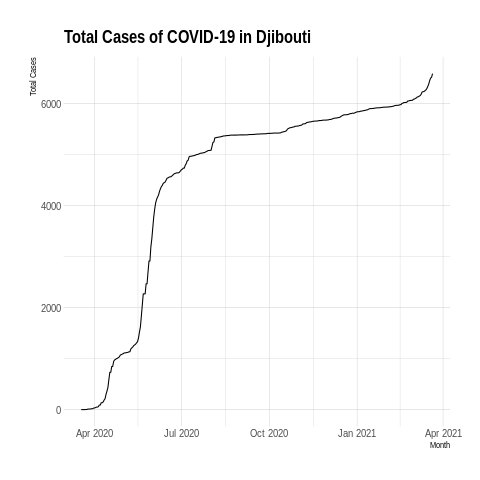 Total Cases of COVID-19 in Djibouti
Total Cases
6000
4000
2000
0
Apr 2020 Jul 2020 Oct 2020 Jan 2021 Apr 2021
Month